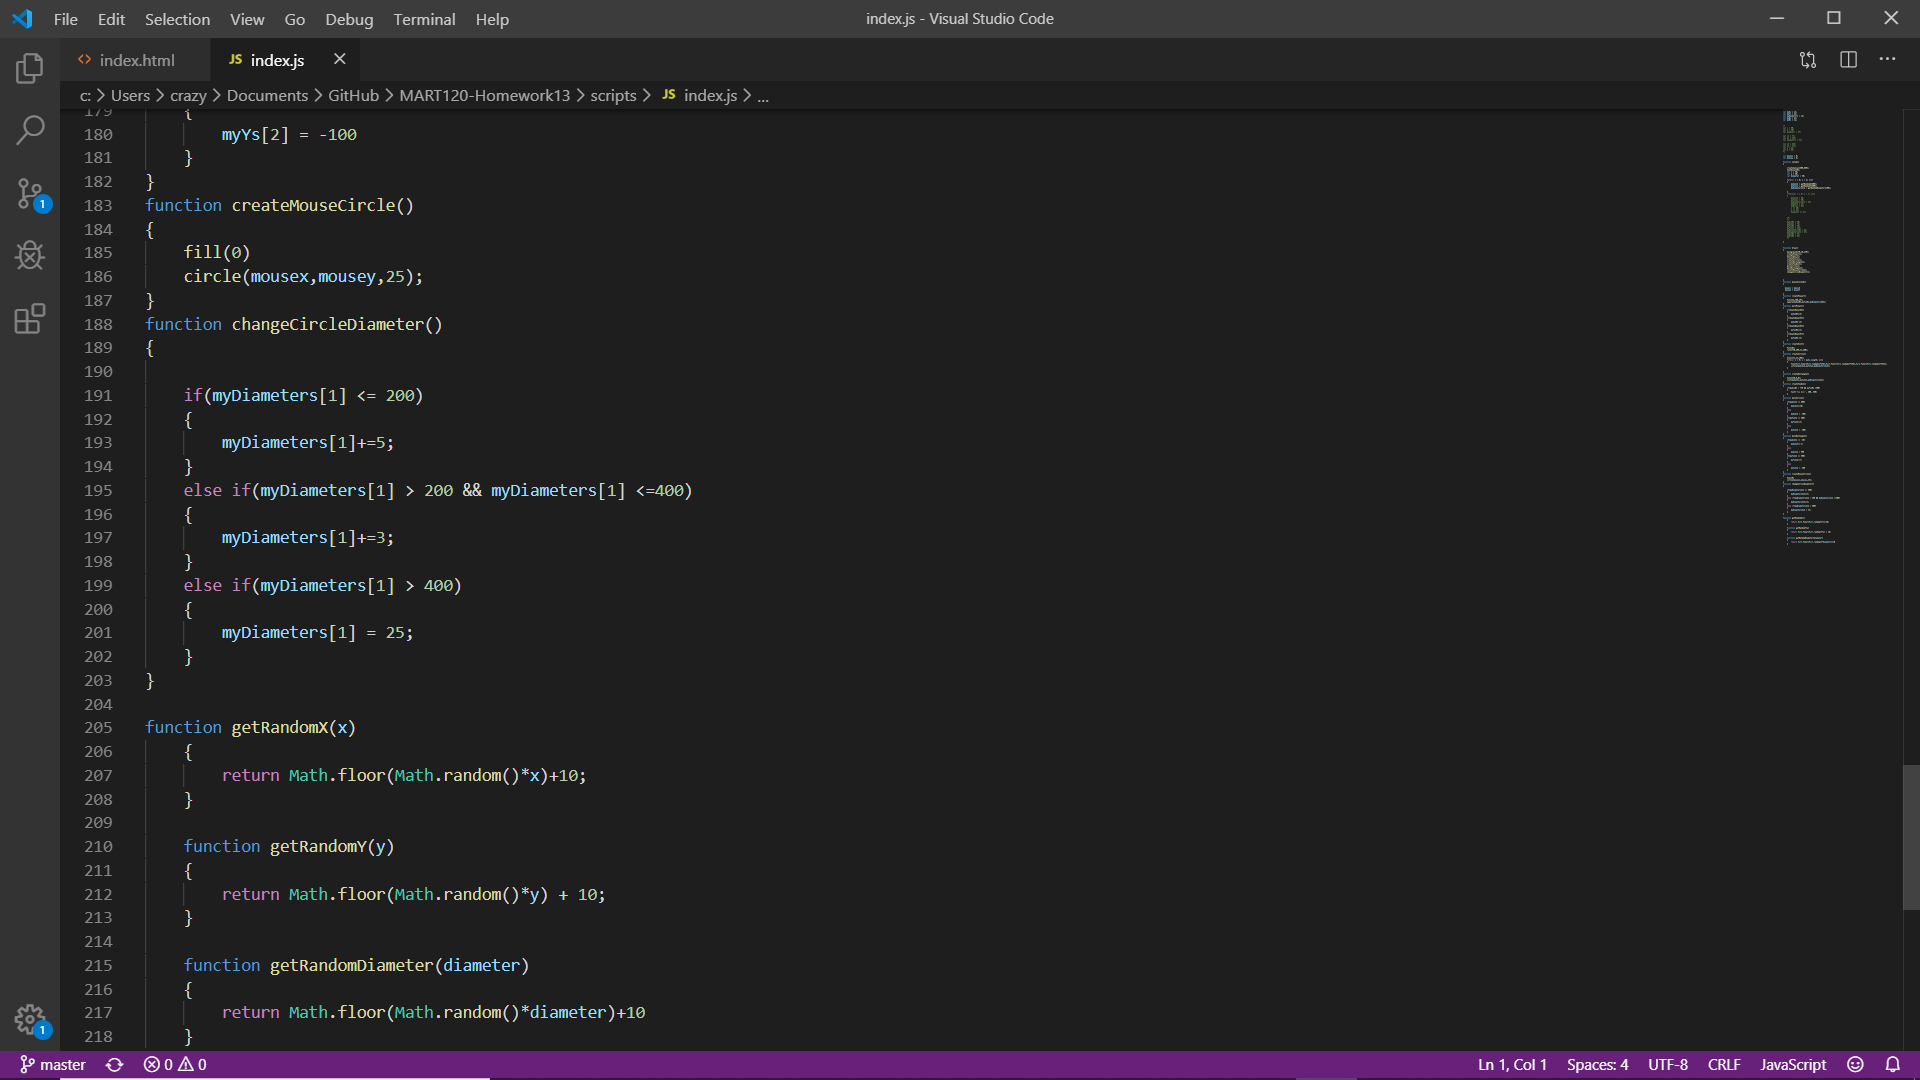 File Edit Selection View Go Debug Terminal Help
index.js - Visual Studio Code
index.html
JS index.js
c: > Users > crazy > Documents > GitHub > MART120-Homework13 > scripts > JS index.js > ...
179 {
180 myYs[2] = -100
181 }
182 }
183 function createMouseCircle()
184 {
185 fill(0)
186 circle(mousex,mousey,25);
187 }
188 function changeCircleDiameter()
189 {
190
191 if(myDiameters[1] <= 200)
192 {
193 myDiameters[1]+=5;
194 }
195 else if(myDiameters[1] > 200 && myDiameters[1] <=400)
196 {
197 myDiameters[1]+=3;
198 }
199 else if(myDiameters[1] > 400)
200 {
201 myDiameters[1] = 25;
202 }
203 }
204
205 function getRandomX(x)
206 {
207 return Math.floor(Math.random()*x)+10;
208 }
209
210 function getRandomY(y)
211 {
212 return Math.floor(Math.random()*y) + 10;
213 }
214
215 function getRandomDiameter(diameter)
216 {
217 return Math.floor(Math.random()*diameter)+10
218 }
1
1
master 0 0 Ln 1, Col 1 Spaces: 4 UTF-8 CRLF JavaScript